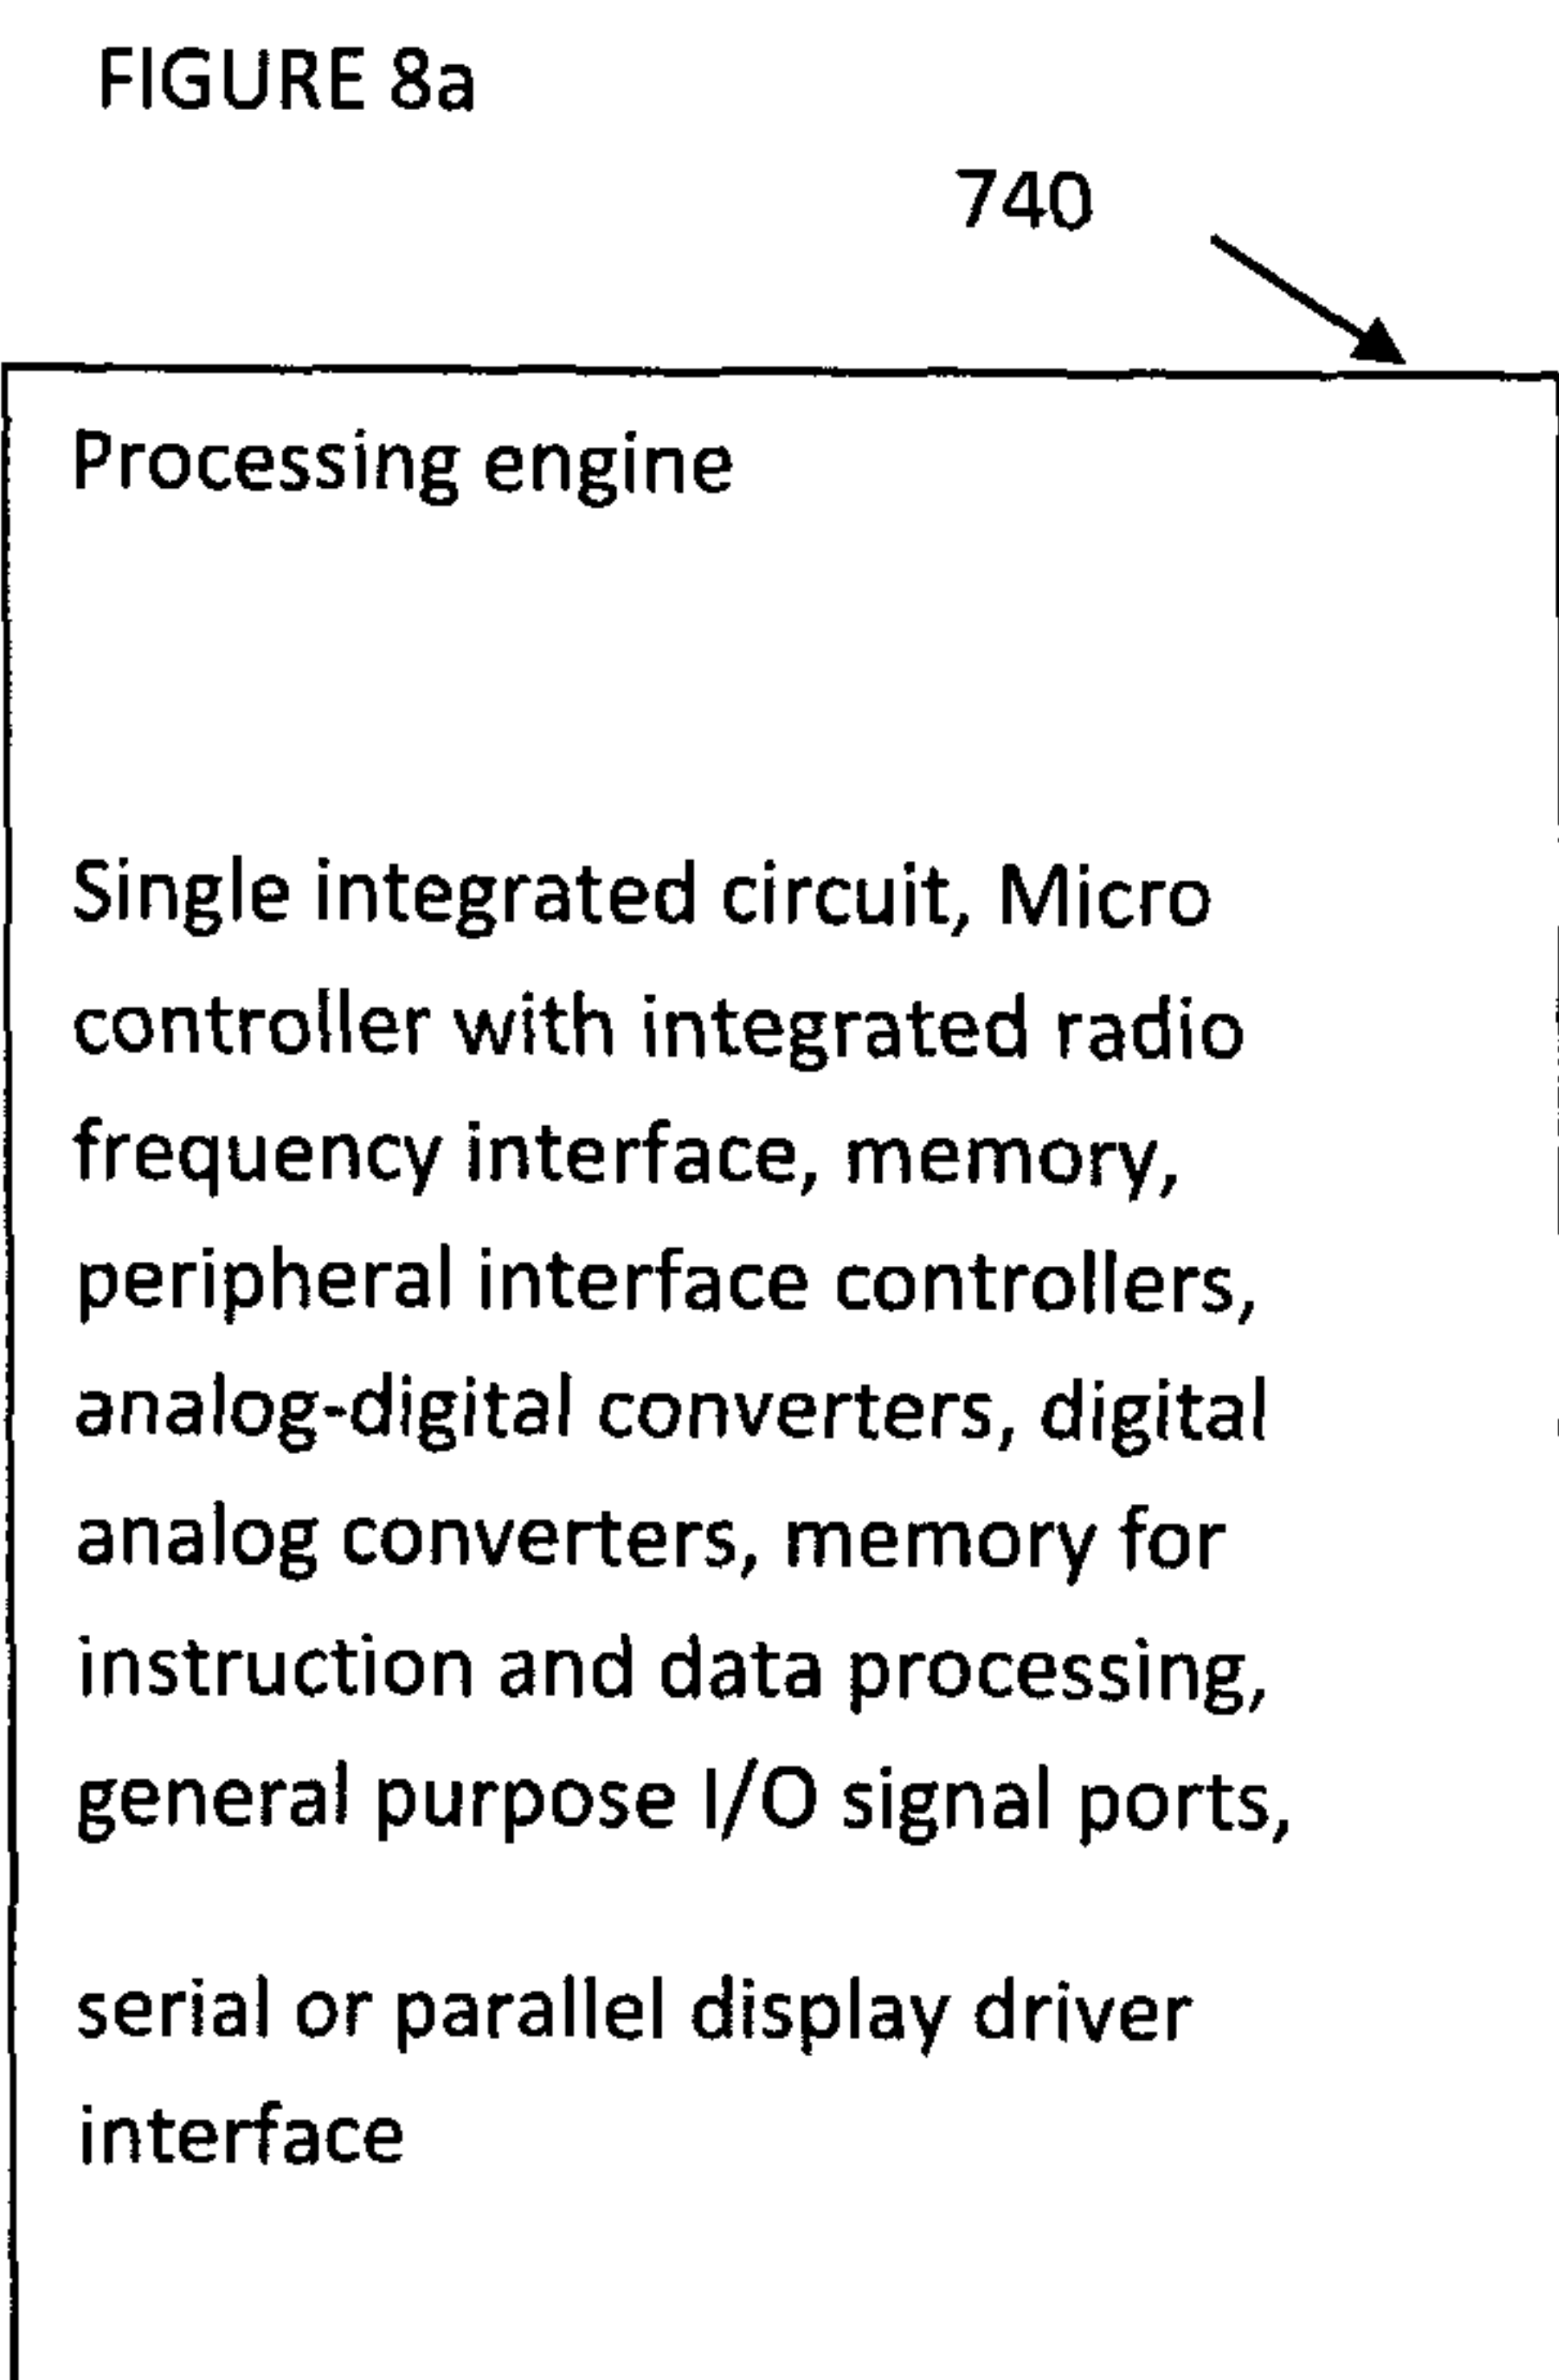 FIGURE 8a
740
Processing engine
Single integrated circuit, Micro
controller with integrated radio
frequency interface, memory,
peripheral interface controllers,
analog-digital converters, digital
analog converters, memory for
instruction and data processing,
general purpose I/O signal ports,
serial or parallel display driver
interface